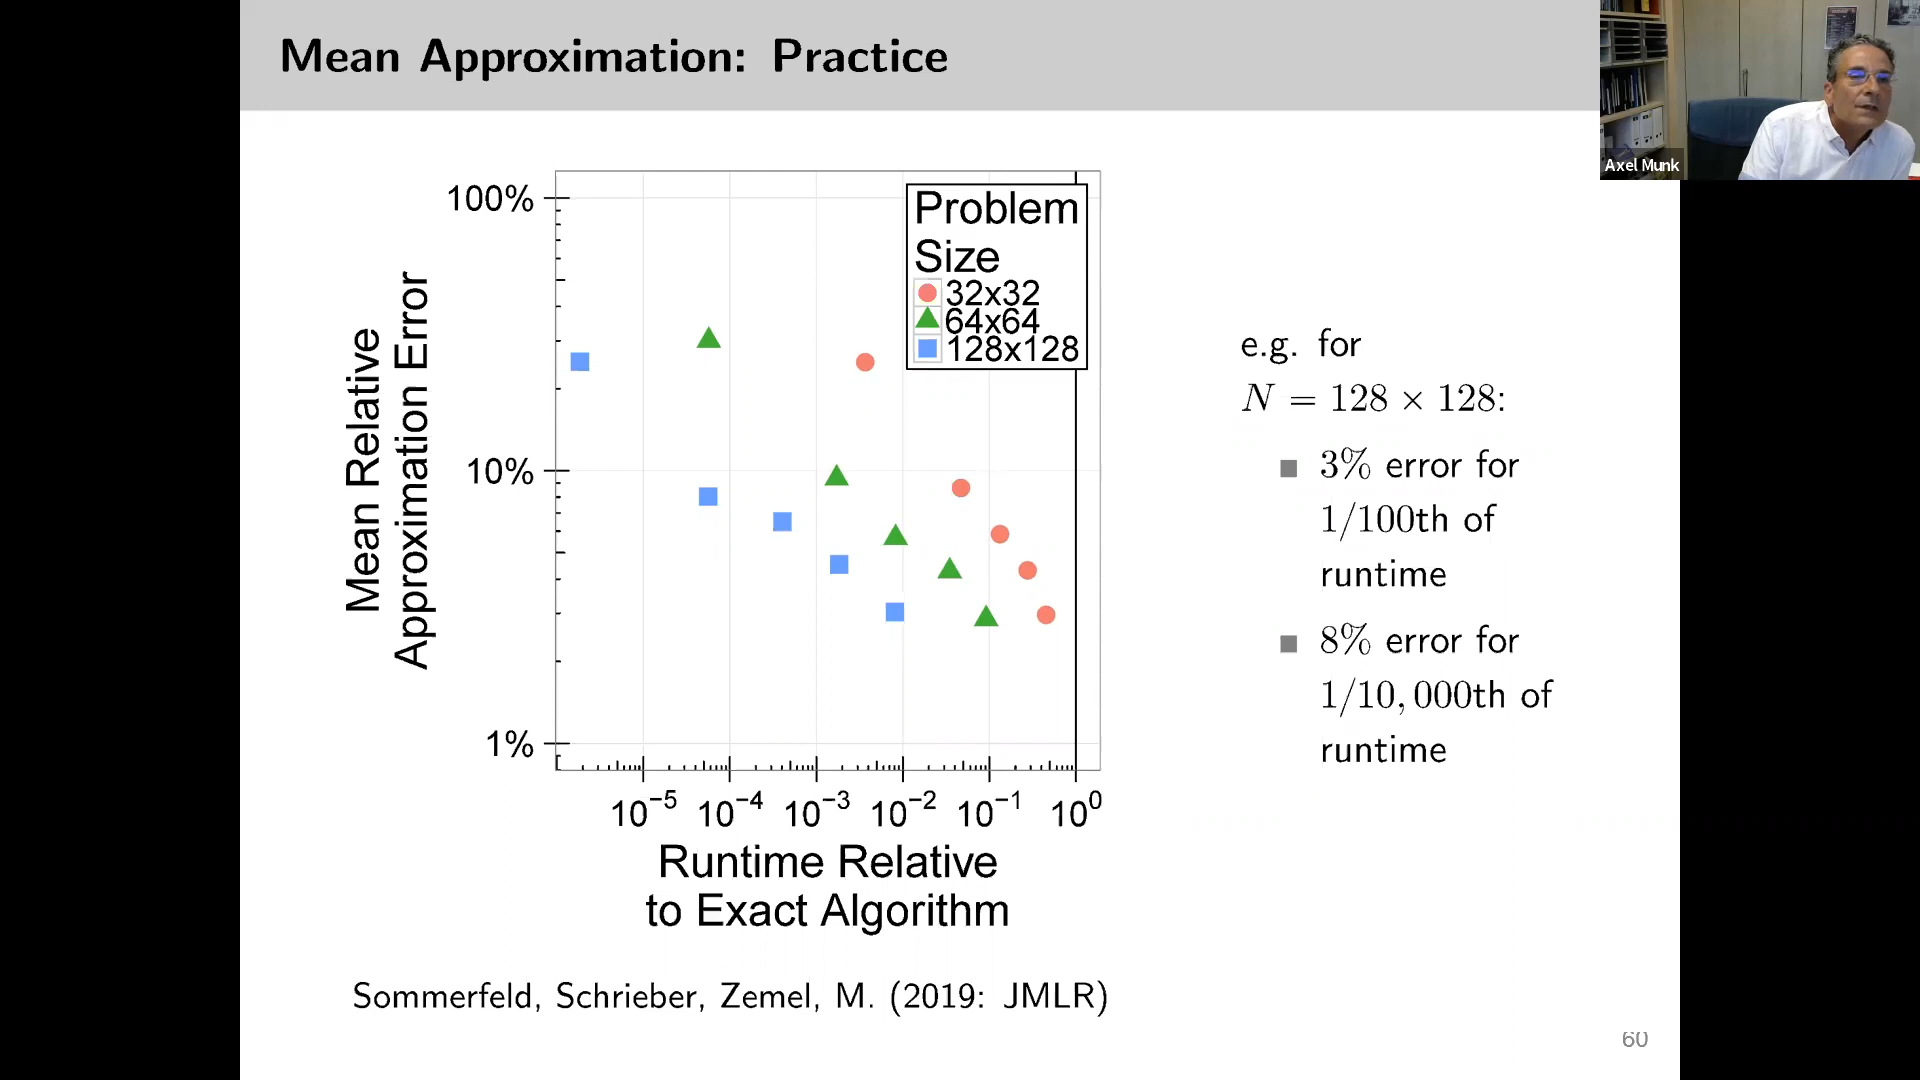 Mean Approximation: Practice
Axel Munk
100%
10%
1%
Mean Relative
Approximation Error
Problem
Size
32x32
64x64
128x128
10⁻⁵ 10⁻⁴ 10⁻³ 10⁻² 10⁻¹ 10⁰
Runtime Relative
to Exact Algorithm
e.g. for
N = 128 × 128:
3% error for
1/100th of
runtime
8% error for
1/10,000th of
runtime
Sommerfeld, Schrieber, Zemel, M. (2019: JMLR)
60